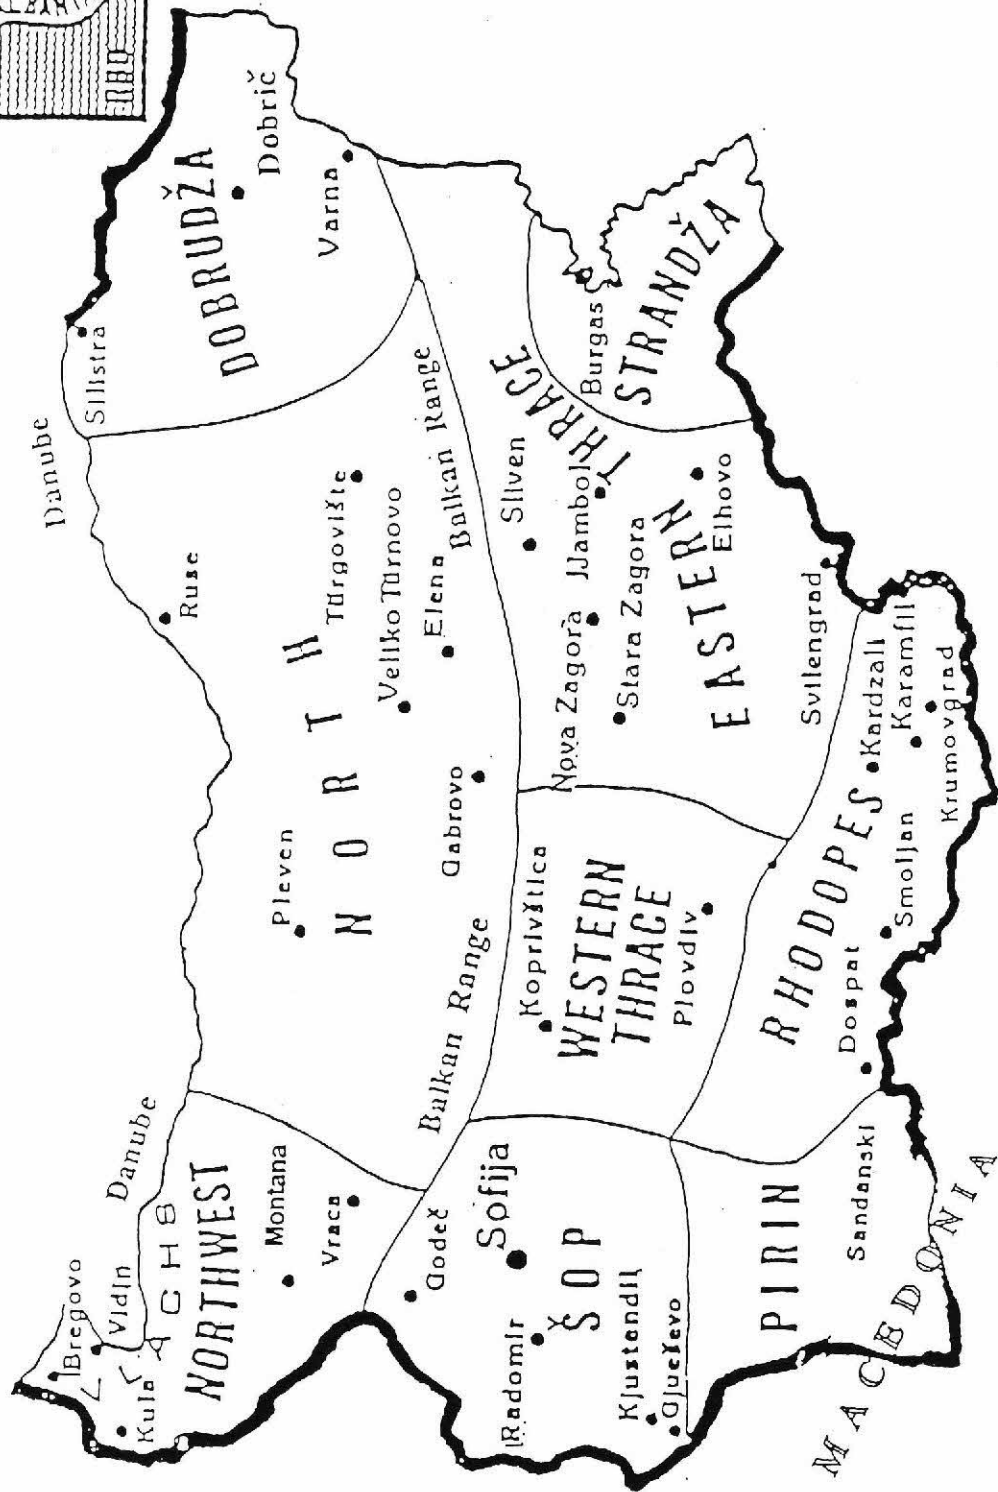 Danube
Danube
Bregovo
Vidin
Kula
VLACHS
NORTHWEST
Montana
Vraca
Pleven
Ruse
Silistra
NORTH
Tŭrgovište
Veliko Tŭrnovo
Elena
Gabrovo
Balkan Range
Balkan Range
DOBRUDŽA
Dobrič
Varna
Godeč
Sofija
ŠOP
Radomir
Kjustendil
Gjueševo
Koprivštica
WESTERN
THRACE
Plovdiv
Sliven
Nova Zagora
Jambol
Stara Zagora
EASTERN THRACE
Elhovo
Svilengrad
Burgas
STRANDŽA
PIRIN
Sandanski
RHODOPES
Dospat
Smoljan
Kardzali
Karamfil
Krumovgrad
MACEDONIA